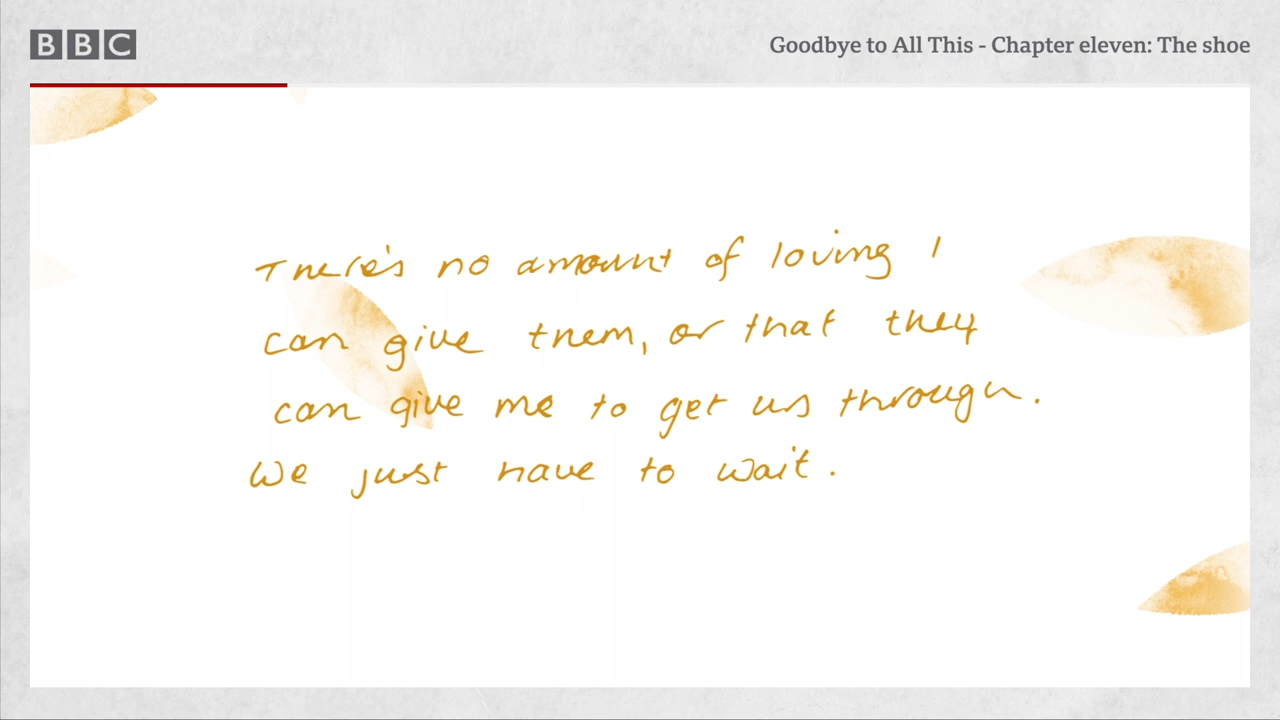 BBC
Goodbye to All This - Chapter eleven: The shoe
There's no amount of loving I
can give them, or that they
can give me to get us through.
We just have to wait.